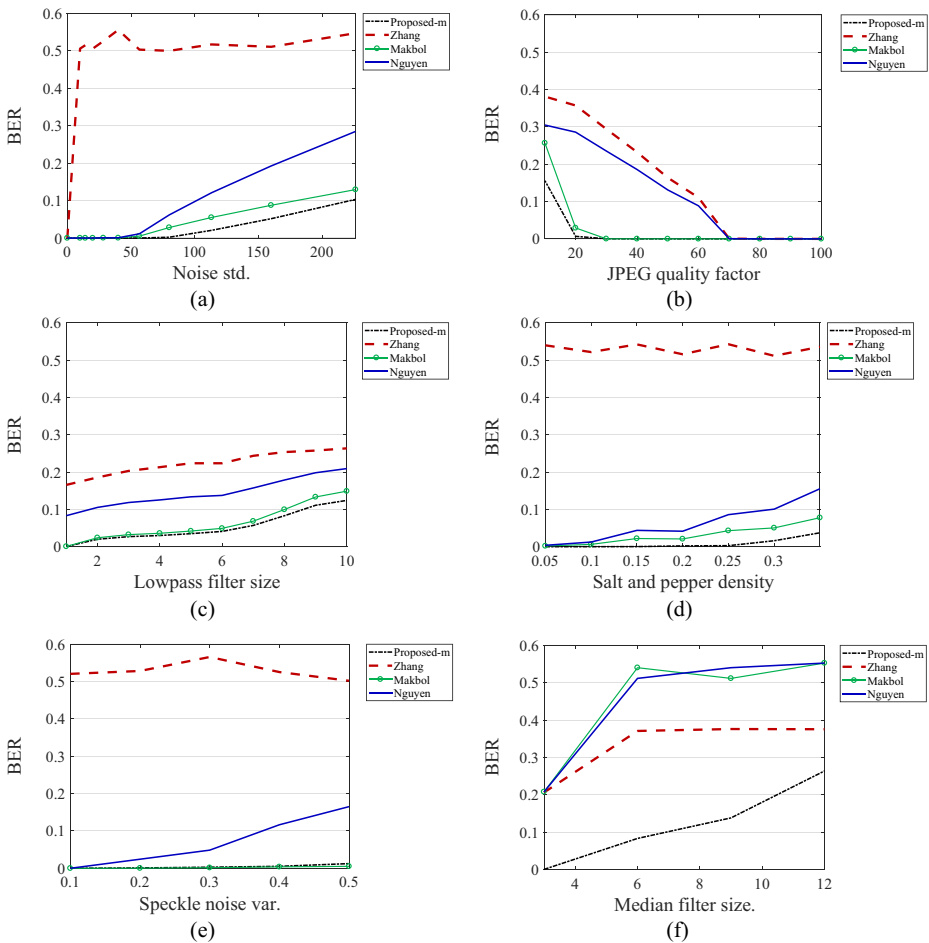 0.6
0.5
0.4
0.3
0.2
0.1
0
BER
0 50 100 150 200
Noise std.
Proposed-m
Zhang
Makbol
Nguyen
(a)
0.6
0.5
0.4
0.3
0.2
0.1
0
BER
20 40 60 80 100
JPEG quality factor
Proposed-m
Zhang
Makbol
Nguyen
(b)
0.6
0.5
0.4
0.3
0.2
0.1
0
BER
2 4 6 8 10
Lowpass filter size
Proposed-m
Zhang
Makbol
Nguyen
(c)
0.6
0.5
0.4
0.3
0.2
0.1
0
BER
0.05 0.1 0.15 0.2 0.25 0.3
Salt and pepper density
Proposed-m
Zhang
Makbol
Nguyen
(d)
0.6
0.5
0.4
0.3
0.2
0.1
0
BER
0.1 0.2 0.3 0.4 0.5
Speckle noise var.
Proposed-m
Zhang
Makbol
Nguyen
(e)
0.6
0.5
0.4
0.3
0.2
0.1
0
BER
4 6 8 10 12
Median filter size.
Proposed-m
Zhang
Makbol
Nguyen
(f)